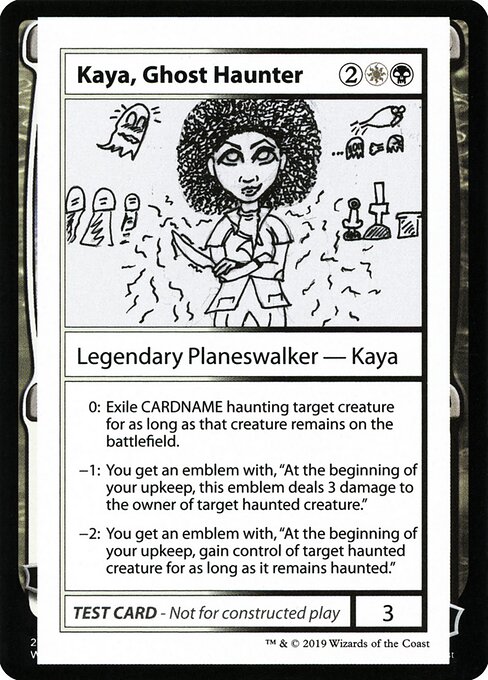 Kaya, Ghost Haunter 2
Legendary Planeswalker — Kaya
0: Exile CARDNAME haunting target creature
for as long as that creature remains on the
battlefield.
−1: You get an emblem with, “At the beginning of
your upkeep, this emblem deals 3 damage to
the owner of target haunted creature.”
−2: You get an emblem with, “At the beginning of
your upkeep, gain control of target haunted
creature for as long as it remains haunted.”
TEST CARD - Not for constructed play 3
™ & © 2019 Wizards of the Coast